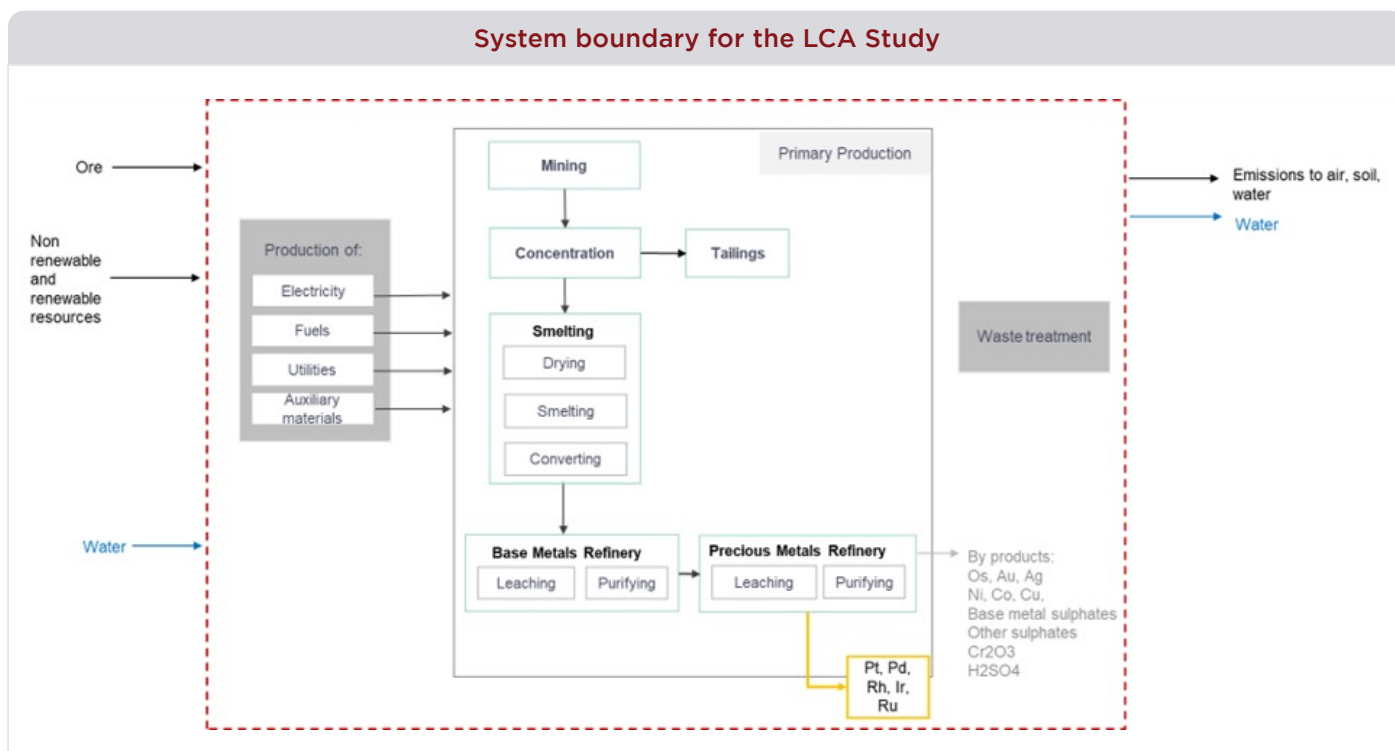 System boundary for the LCA Study
Ore
Non
renewable
and
renewable
resources
Water
Production of:
Electricity
Fuels
Utilities
Auxiliary
materials
Primary Production
Mining
Concentration
Tailings
Smelting
Drying
Smelting
Converting
Base Metals Refinery
Leaching
Purifying
Precious Metals Refinery
Leaching
Purifying
Pt, Pd,
Rh, Ir,
Ru
Waste treatment
Emissions to air, soil,
water
Water
By products:
Os, Au, Ag
Ni, Co, Cu,
Base metal sulphates
Other sulphates
Cr2O3
H2SO4